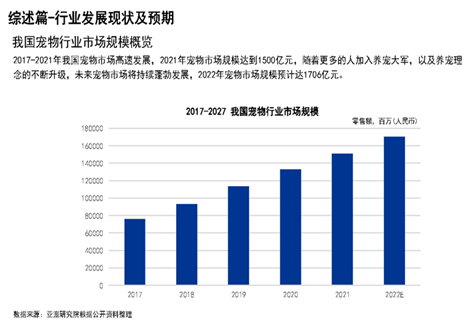 综述篇-行业发展现状及预期
我国宠物行业市场规模概览
2017-2021年我国宠物市场高速发展，2021年宠物市场规模达到1500亿元，随着更多的人加入养宠大军，以及养宠理
念的不断升级，未来宠物市场将持续蓬勃发展，2022年宠物市场规模预计达1706亿元。
2017-2027 我国宠物行业市场规模
零售额，百万(人民币)
180000
160000
140000
120000
100000
80000
60000
40000
20000
0
2017 2018 2019 2020 2021 2022E
数据来源：亚宠研究院根据公开资料整理